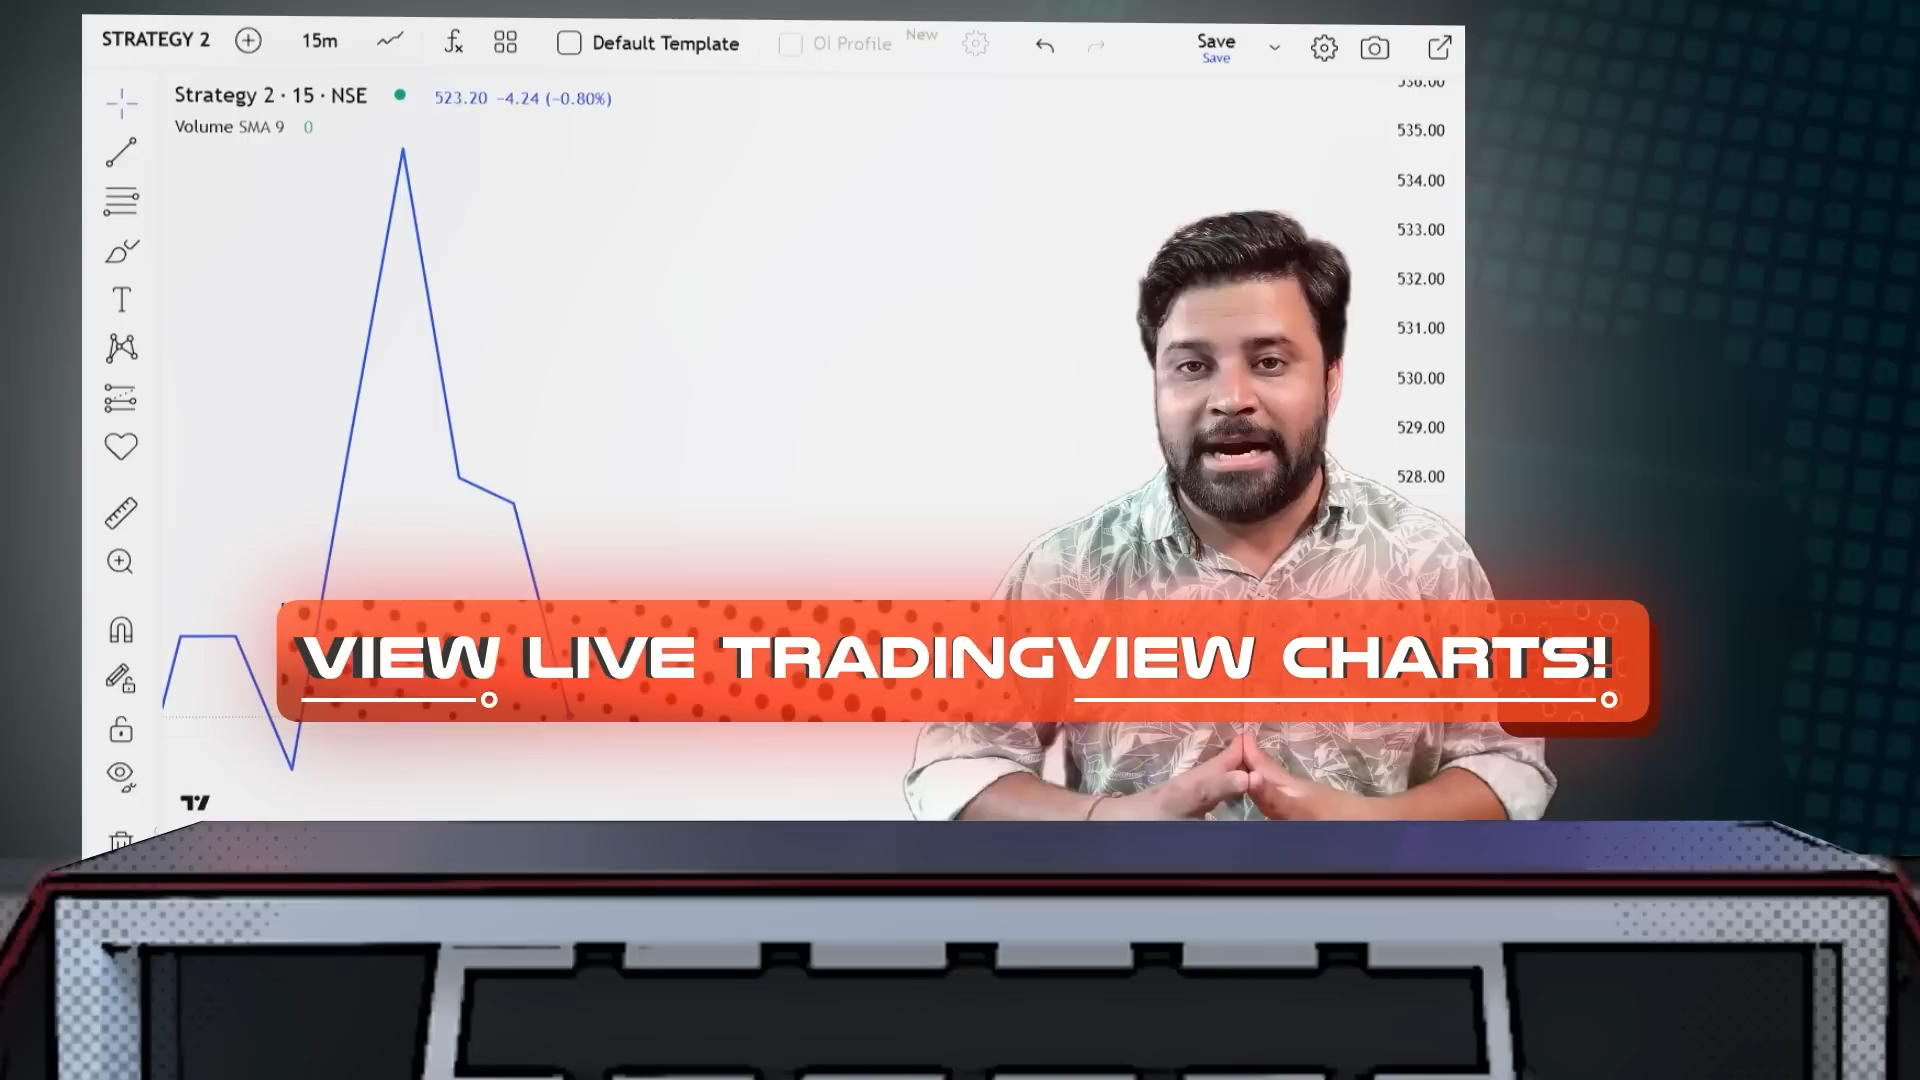 STRATEGY 2 15m Default Template OI Profile New Save
Save
Strategy 2 · 15 · NSE 523.20 −4.24 (−0.80%)
Volume SMA 9 0
536.00
535.00
534.00
533.00
532.00
531.00
530.00
529.00
528.00
VIEW LIVE TRADINGVIEW CHARTS!